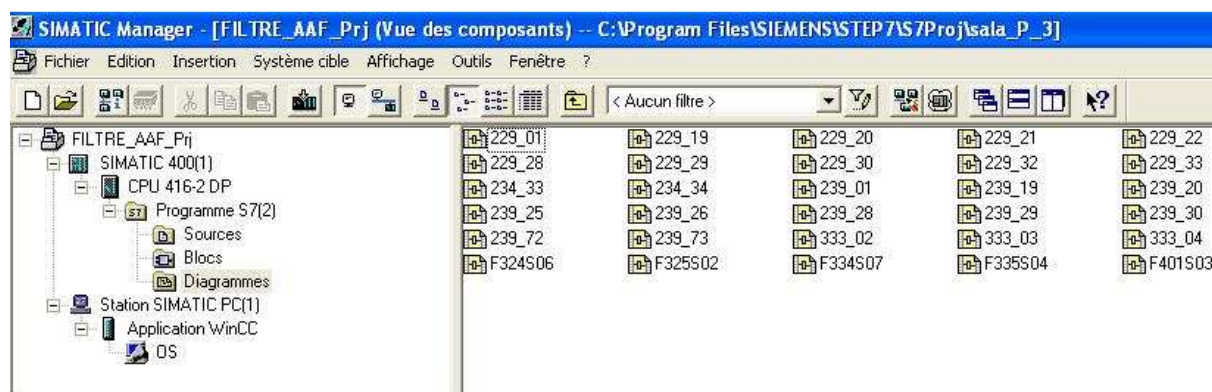 SIMATIC Manager - [FILTRE_AAF_Prj (Vue des composants) -- C:\Program Files\SIEMENS\STEP7\S7Proj\sala_P_3]
Fichier Edition Insertion Système cible Affichage Outils Fenêtre ?
< Aucun filtre >
FILTRE_AAF_Prj
SIMATIC 400(1)
CPU 416-2 DP
Programme S7(2)
Sources
Blocs
Diagrammes
Station SIMATIC PC(1)
Application WinCC
OS
229_01 229_19 229_20 229_21 229_22
229_28 229_29 229_30 229_32 229_33
234_33 234_34 239_01 239_19 239_20
239_25 239_26 239_28 239_29 239_30
239_72 239_73 333_02 333_03 333_04
F324S06 F325S02 F334S07 F335S04 F401S03